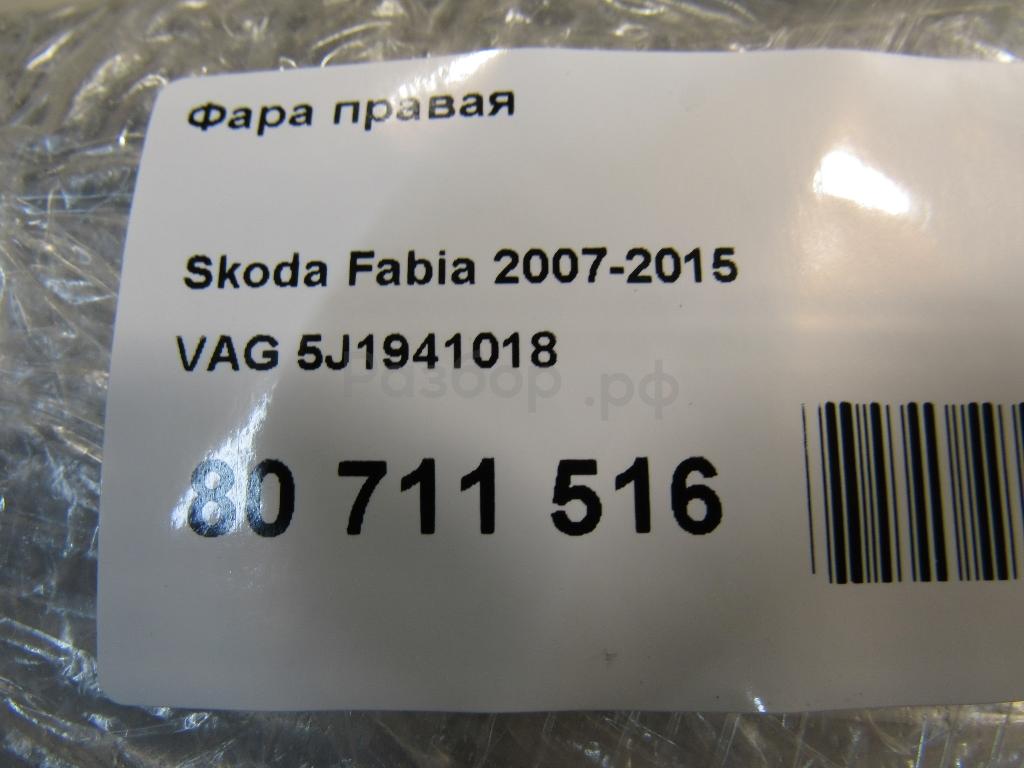 Фара правая
Skoda Fabia 2007-2015
VAG 5J1941018
Разбор.рф
80 711 516